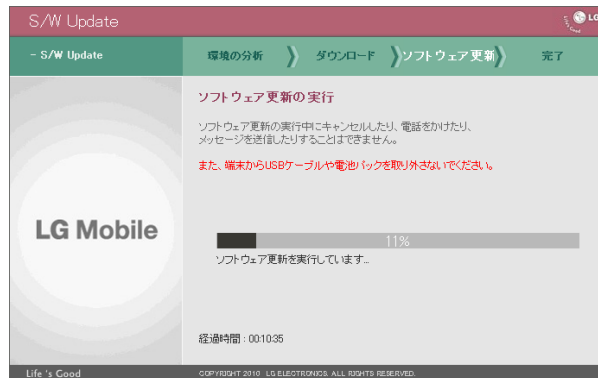 S/W Update
LG
- S/W Update
環境の分析 》 ダウンロード 》 ソフトウェア更新 》 完了
ソフトウェア更新の実行
ソフトウェア更新の実行中にキャンセルしたり、電話をかけたり、
メッセージを送信したりすることはできません。
また、端末からUSBケーブルや電池パックを取り外さないでください。
LG Mobile
11%
ソフトウェア更新を実行しています...
経過時間 : 00:10:35
Life 's Good
COPYRIGHT 2010 LG ELECTRONICS. ALL RIGHTS RESERVED.